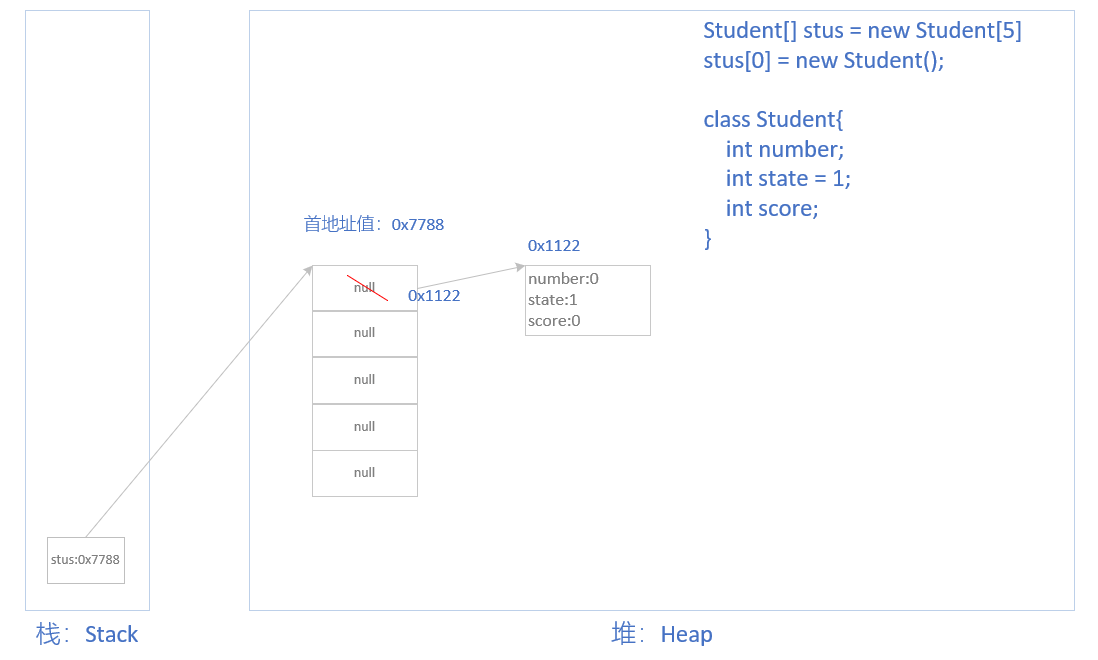 Student[] stus = new Student[5]
stus[0] = new Student();
class Student{
int number;
int state = 1;
int score;
}
首地址值：0x7788
0x1122
null
0x1122
number:0
state:1
score:0
null
null
null
null
stus:0x7788
栈：Stack
堆：Heap